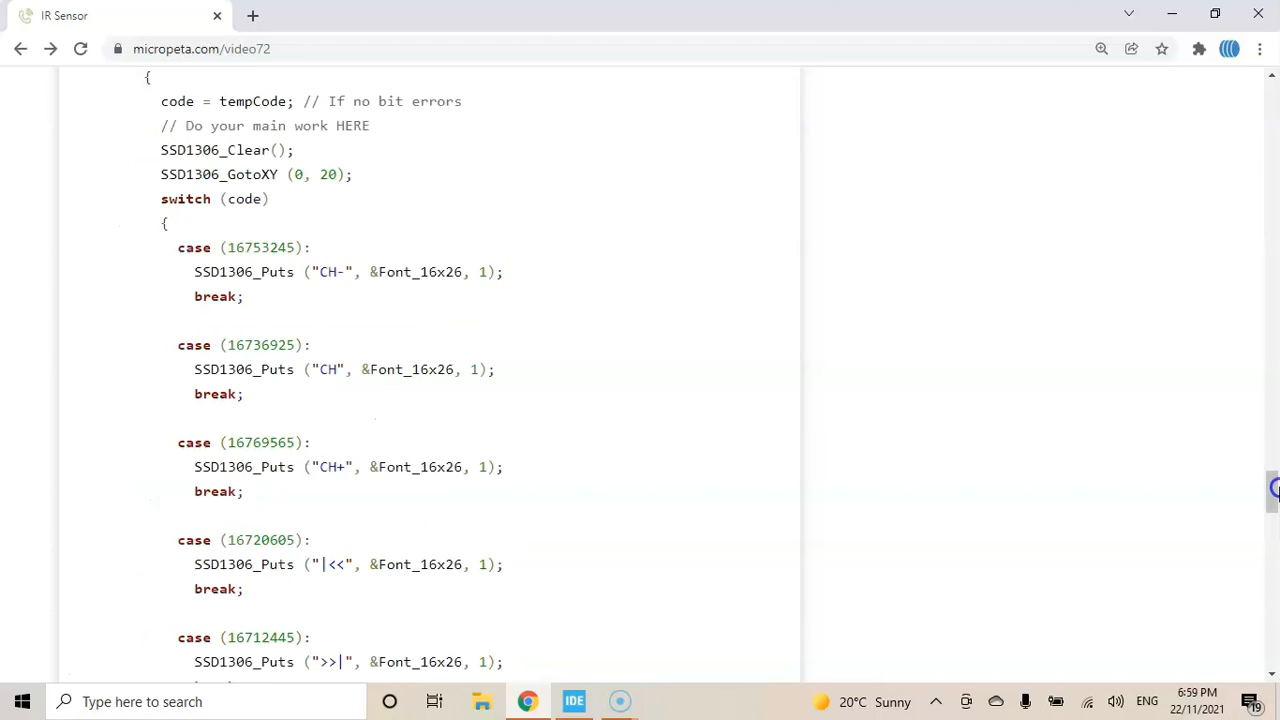 IR Sensor
micropeta.com/video72
{
code = tempCode; // If no bit errors
// Do your main work HERE
SSD1306_Clear();
SSD1306_GotoXY (0, 20);
switch (code)
{
case (16753245):
SSD1306_Puts ("CH-", &Font_16x26, 1);
break;
case (16736925):
SSD1306_Puts ("CH", &Font_16x26, 1);
break;
case (16769565):
SSD1306_Puts ("CH+", &Font_16x26, 1);
break;
case (16720605):
SSD1306_Puts ("|<<", &Font_16x26, 1);
break;
case (16712445):
SSD1306_Puts (">>|", &Font_16x26, 1);
Type here to search
IDE
20°C Sunny
ENG
6:59 PM
22/11/2021
19